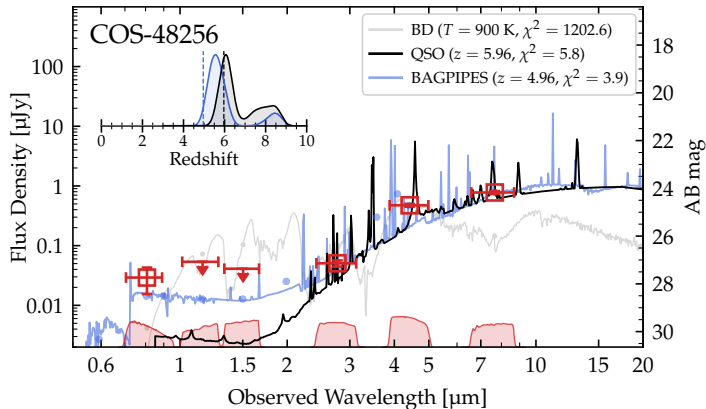 COS-48256
BD (T = 900 K, χ² = 1202.6)
QSO (z = 5.96, χ² = 5.8)
BAGPIPES (z = 4.96, χ² = 3.9)
0 2 4 6 8 10
Redshift
Flux Density [μJy]
100
10
1
0.1
0.01
AB mag
18
20
22
24
26
28
30
0.6 1 1.5 2 3 4 5 10 15 20
Observed Wavelength [μm]